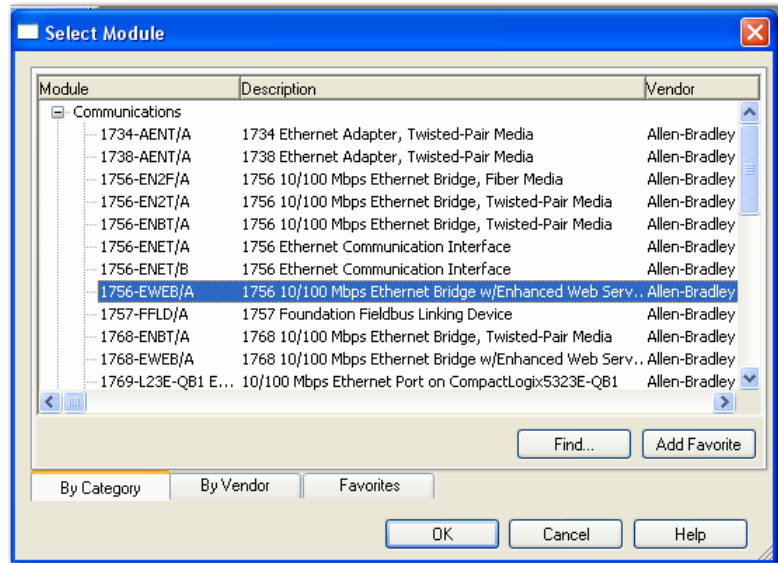 Select Module
Module Description Vendor
Communications
1734-AENT/A 1734 Ethernet Adapter, Twisted-Pair Media Allen-Bradley
1738-AENT/A 1738 Ethernet Adapter, Twisted-Pair Media Allen-Bradley
1756-EN2F/A 1756 10/100 Mbps Ethernet Bridge, Fiber Media Allen-Bradley
1756-EN2T/A 1756 10/100 Mbps Ethernet Bridge, Twisted-Pair Media Allen-Bradley
1756-ENBT/A 1756 10/100 Mbps Ethernet Bridge, Twisted-Pair Media Allen-Bradley
1756-ENET/A 1756 Ethernet Communication Interface Allen-Bradley
1756-ENET/B 1756 Ethernet Communication Interface Allen-Bradley
1756-EWEB/A 1756 10/100 Mbps Ethernet Bridge w/Enhanced Web Serv.. Allen-Bradley
1757-FFLD/A 1757 Foundation Fieldbus Linking Device Allen-Bradley
1768-ENBT/A 1768 10/100 Mbps Ethernet Bridge, Twisted-Pair Media Allen-Bradley
1768-EWEB/A 1768 10/100 Mbps Ethernet Bridge w/Enhanced Web Serv.. Allen-Bradley
1769-L23E-QB1 E... 10/100 Mbps Ethernet Port on CompactLogix5323E-QB1 Allen-Bradley
Find... Add Favorite
By Category By Vendor Favorites
OK Cancel Help